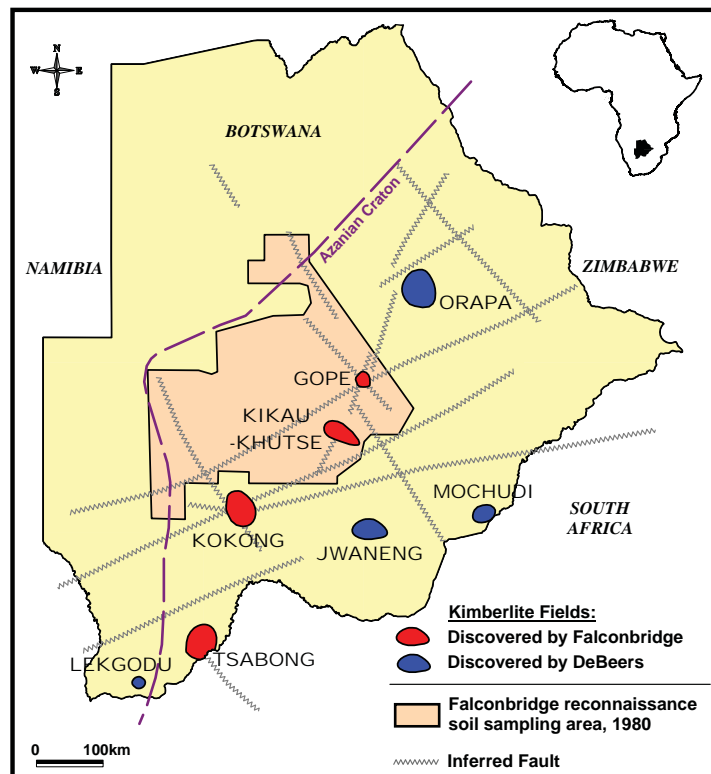 N
W E
S
BOTSWANA
Azanian Craton
NAMIBIA
ZIMBABWE
ORAPA
GOPE
KIKAU
-KHUTSE
MOCHUDI
SOUTH
AFRICA
KOKONG
JWANENG
Kimberlite Fields:
Discovered by Falconbridge
Discovered by DeBeers
LEKGODU
TSABONG
Falconbridge reconnaissance
soil sampling area, 1980
0 100km
Inferred Fault